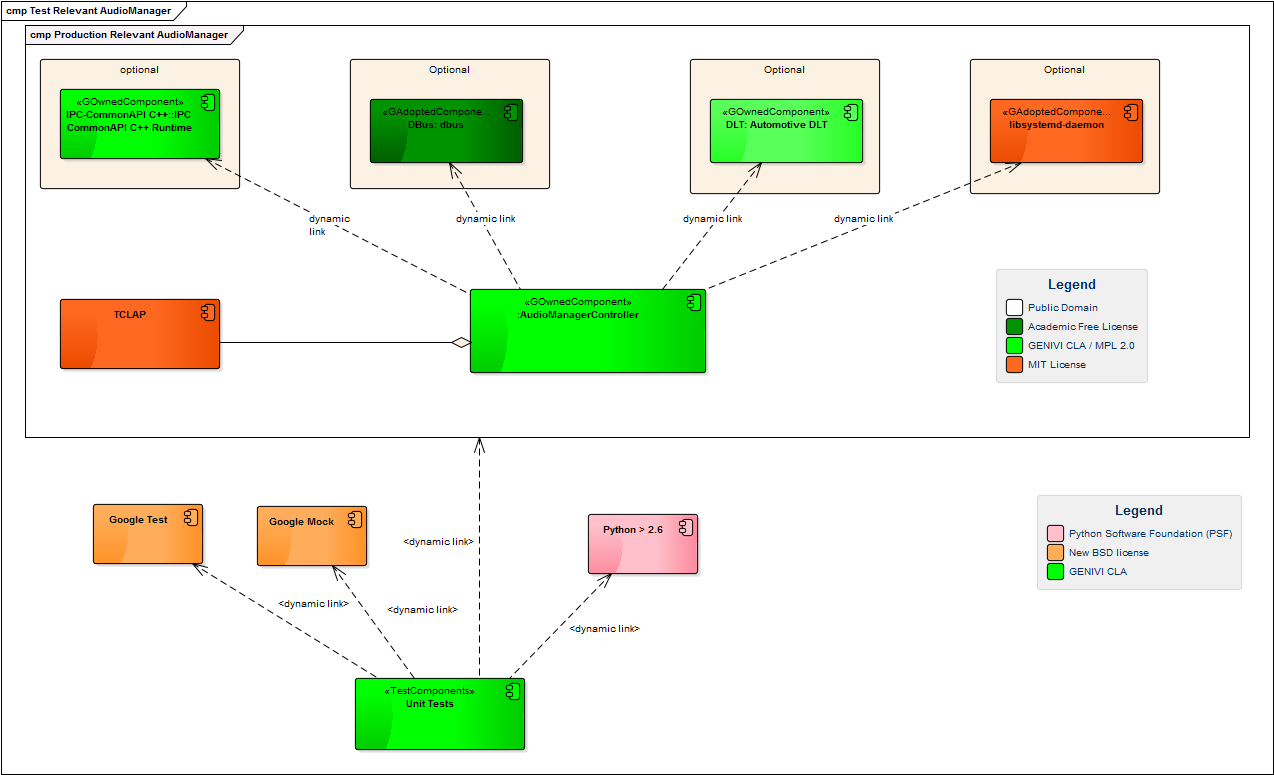 cmp Test Relevant AudioManager
cmp Production Relevant AudioManager
optional
«GOwnedComponent»
IPC-CommonAPI C++::IPC
CommonAPI C++ Runtime
Optional
«GAdoptedCompone...
DBus: dbus
Optional
«GOwnedComponent»
DLT: Automotive DLT
Optional
«GAdoptedCompone...
libsystemd-daemon
dynamic
link
dynamic link
dynamic link
dynamic link
TCLAP
«GOwnedComponent»
:AudioManagerController
Legend
Public Domain
Academic Free License
GENIVI CLA / MPL 2.0
MIT License
Google Test
Google Mock
<dynamic link>
Python > 2.6
Legend
Python Software Foundation (PSF)
New BSD license
GENIVI CLA
<dynamic link>
<dynamic link>
<dynamic link>
«TestComponents»
Unit Tests